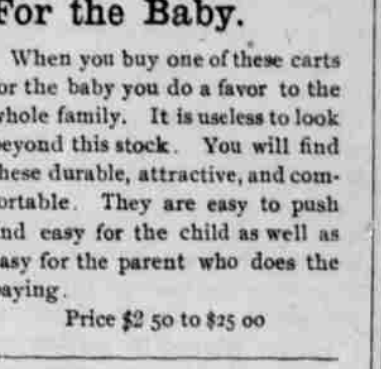 For the Baby.
When you buy one of these carts
or the baby you do a favor to the
whole family. It is useless to look
beyond this stock. You will find
hese durable, attractive, and com-
ortable. They are easy to push
nd easy for the child as well as
asy for the parent who does the
aying.
Price $2 50 to $25 00